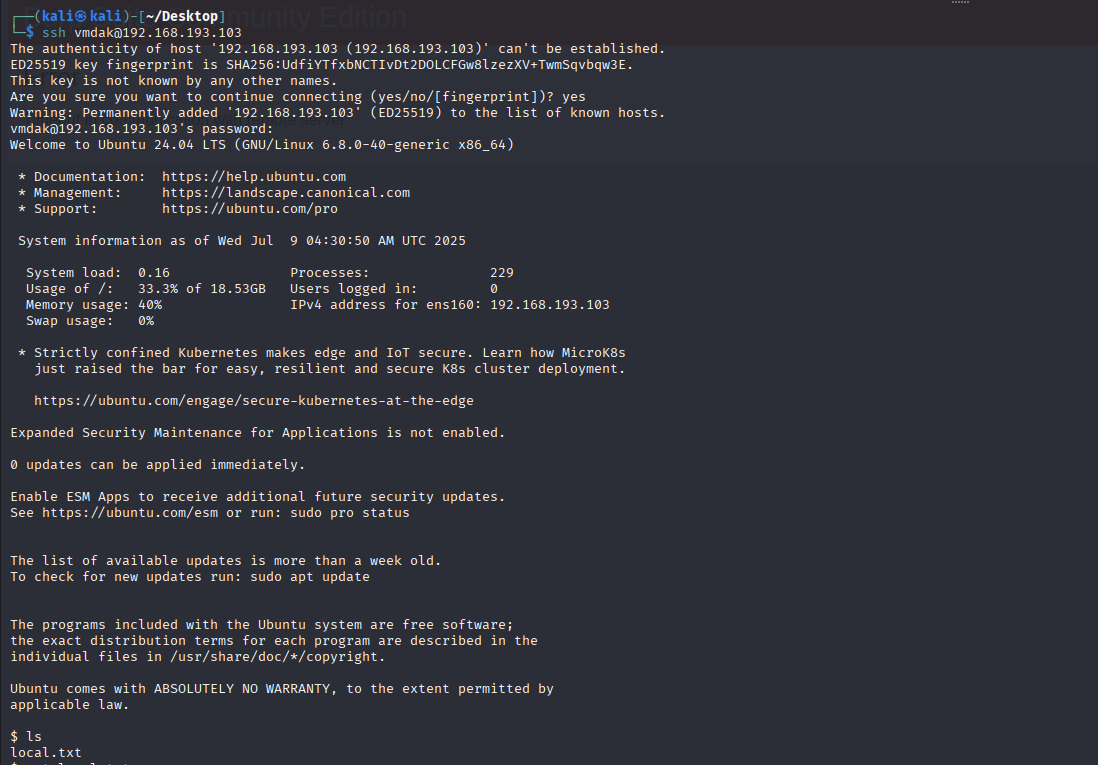 ┌──(kali㉿kali)-[~/Desktop]
└─$ ssh vmdak@192.168.193.103
The authenticity of host '192.168.193.103 (192.168.193.103)' can't be established.
ED25519 key fingerprint is SHA256:UdfiYTfxbNCTIvDt2DOLCFGw8lzezXV+TwmSqvbqw3E.
This key is not known by any other names.
Are you sure you want to continue connecting (yes/no/[fingerprint])? yes
Warning: Permanently added '192.168.193.103' (ED25519) to the list of known hosts.
vmdak@192.168.193.103's password:
Welcome to Ubuntu 24.04 LTS (GNU/Linux 6.8.0-40-generic x86_64)

 * Documentation:  https://help.ubuntu.com
 * Management:     https://landscape.canonical.com
 * Support:        https://ubuntu.com/pro

 System information as of Wed Jul  9 04:30:50 AM UTC 2025

  System load:  0.16               Processes:               229
  Usage of /:   33.3% of 18.53GB   Users logged in:         0
  Memory usage: 40%                IPv4 address for ens160: 192.168.193.103
  Swap usage:   0%

 * Strictly confined Kubernetes makes edge and IoT secure. Learn how MicroK8s
   just raised the bar for easy, resilient and secure K8s cluster deployment.

   https://ubuntu.com/engage/secure-kubernetes-at-the-edge

Expanded Security Maintenance for Applications is not enabled.

0 updates can be applied immediately.

Enable ESM Apps to receive additional future security updates.
See https://ubuntu.com/esm or run: sudo pro status


The list of available updates is more than a week old.
To check for new updates run: sudo apt update


The programs included with the Ubuntu system are free software;
the exact distribution terms for each program are described in the
individual files in /usr/share/doc/*/copyright.

Ubuntu comes with ABSOLUTELY NO WARRANTY, to the extent permitted by
applicable law.

$ ls
local.txt